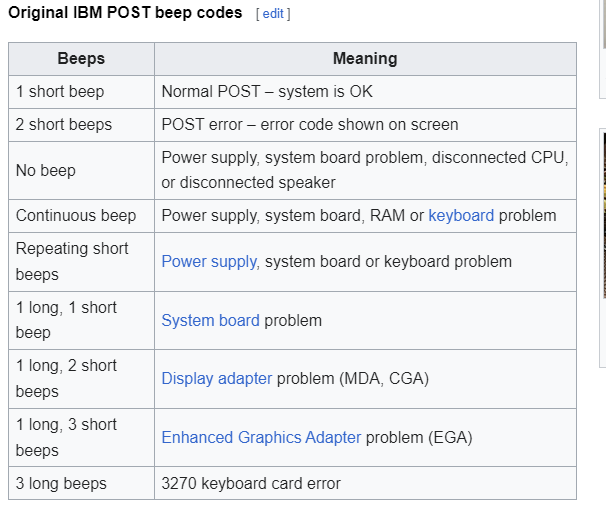 Original IBM POST beep codes [ edit ]
Beeps
Meaning
1 short beep
Normal POST – system is OK
2 short beeps
POST error – error code shown on screen
No beep
Power supply, system board problem, disconnected CPU,
or disconnected speaker
Continuous beep
Power supply, system board, RAM or keyboard problem
Repeating short
beeps
Power supply, system board or keyboard problem
1 long, 1 short
beep
System board problem
1 long, 2 short
beeps
Display adapter problem (MDA, CGA)
1 long, 3 short
beeps
Enhanced Graphics Adapter problem (EGA)
3 long beeps
3270 keyboard card error